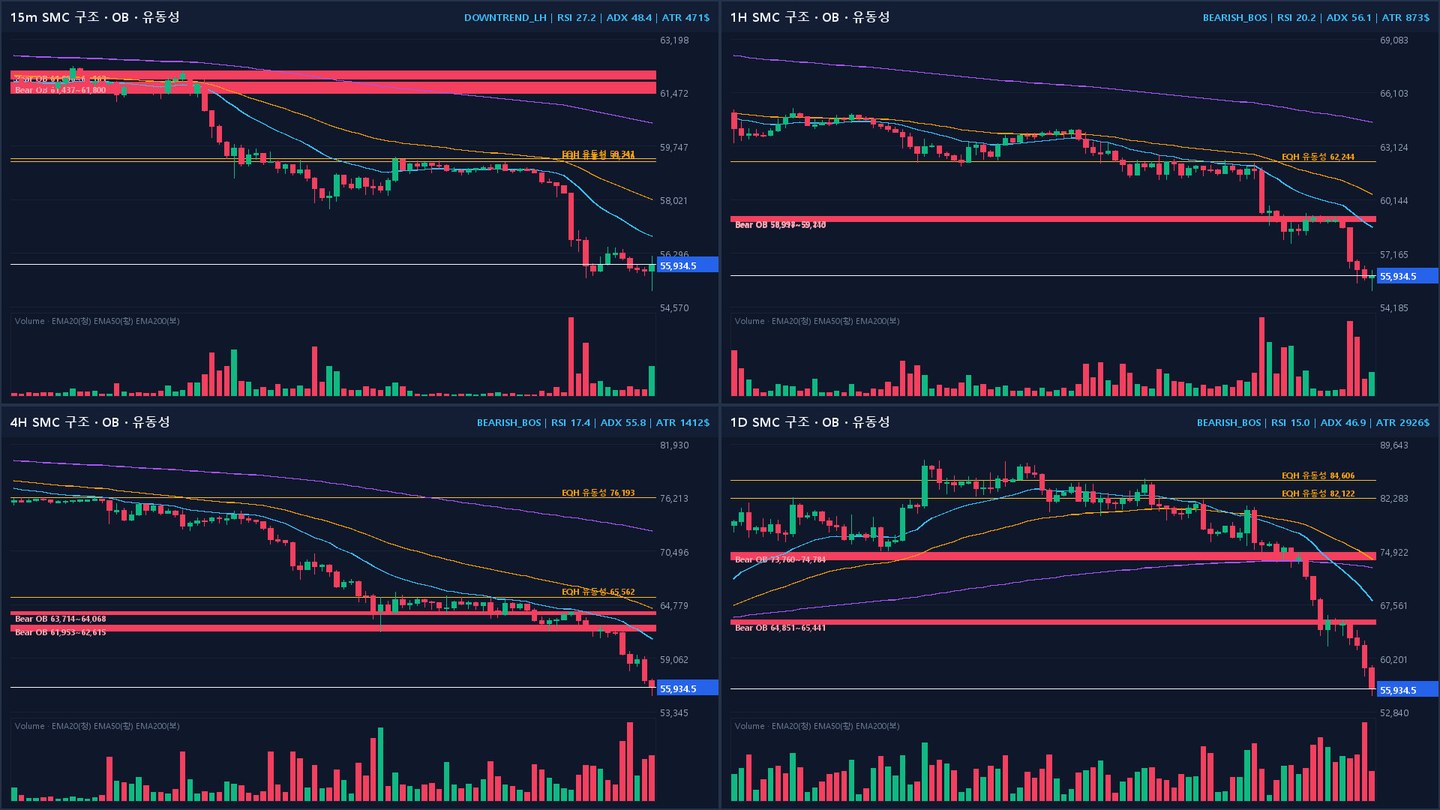 15m SMC 구조 · OB · 유동성
DOWNTREND_LH | RSI 27.2 | ADX 48.4 | ATR 471$
63,198
61,472
59,747
58,021
56,296
54,570
Bear OB 61,437~61,800
EQH 유동성
55,934.5
Volume · EMA20(청) EMA50(황) EMA200(보)
1H SMC 구조 · OB · 유동성
BEARISH_BOS | RSI 20.2 | ADX 56.1 | ATR 873$
69,083
66,103
63,124
60,144
57,165
54,185
EQH 유동성 62,244
Bear OB
55,934.5
Volume · EMA20(청) EMA50(황) EMA200(보)
4H SMC 구조 · OB · 유동성
BEARISH_BOS | RSI 17.4 | ADX 55.8 | ATR 1412$
81,930
76,213
70,496
64,779
59,062
53,345
EQH 유동성 76,193
EQH 유동성 65,562
Bear OB 63,714~64,068
Bear OB 61,953~62,615
55,934.5
Volume · EMA20(청) EMA50(황) EMA200(보)
1D SMC 구조 · OB · 유동성
BEARISH_BOS | RSI 15.0 | ADX 46.9 | ATR 2926$
89,643
82,283
74,922
67,561
60,201
52,840
EQH 유동성 84,606
EQH 유동성 82,122
Bear OB 73,760~74,784
Bear OB 64,851~65,441
55,934.5
Volume · EMA20(청) EMA50(황) EMA200(보)